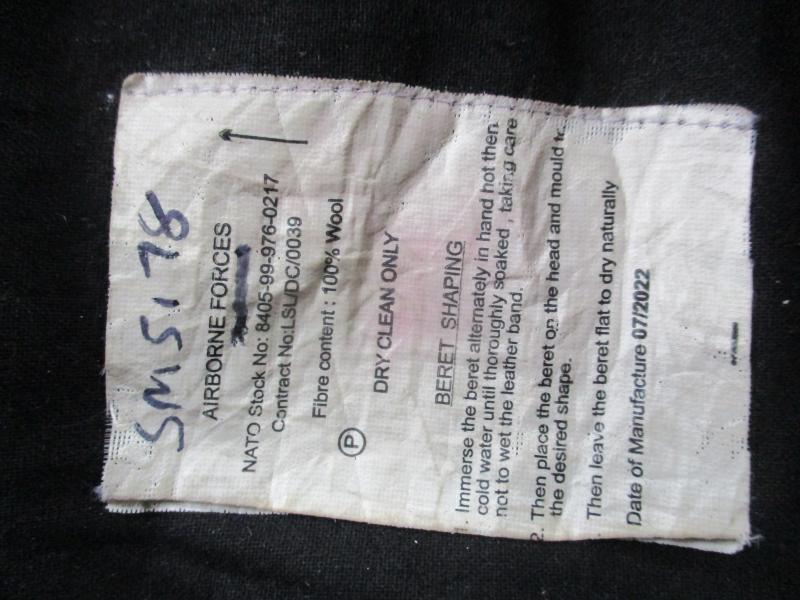 SM5178
AIRBORNE FORCES
NATO Stock No: 8405-99-976-0217
Contract No:LSL/DC/0039
Fibre content : 100% Wool
P
DRY CLEAN ONLY
BERET SHAPING
1. Immerse the beret alternately in hand hot then
cold water until thoroughly soaked , taking care
not to wet the leather band.
2. Then place the beret on the head and mould
the desired shape.
Then leave the beret flat to dry naturally
Date of Manufacture 07/2022